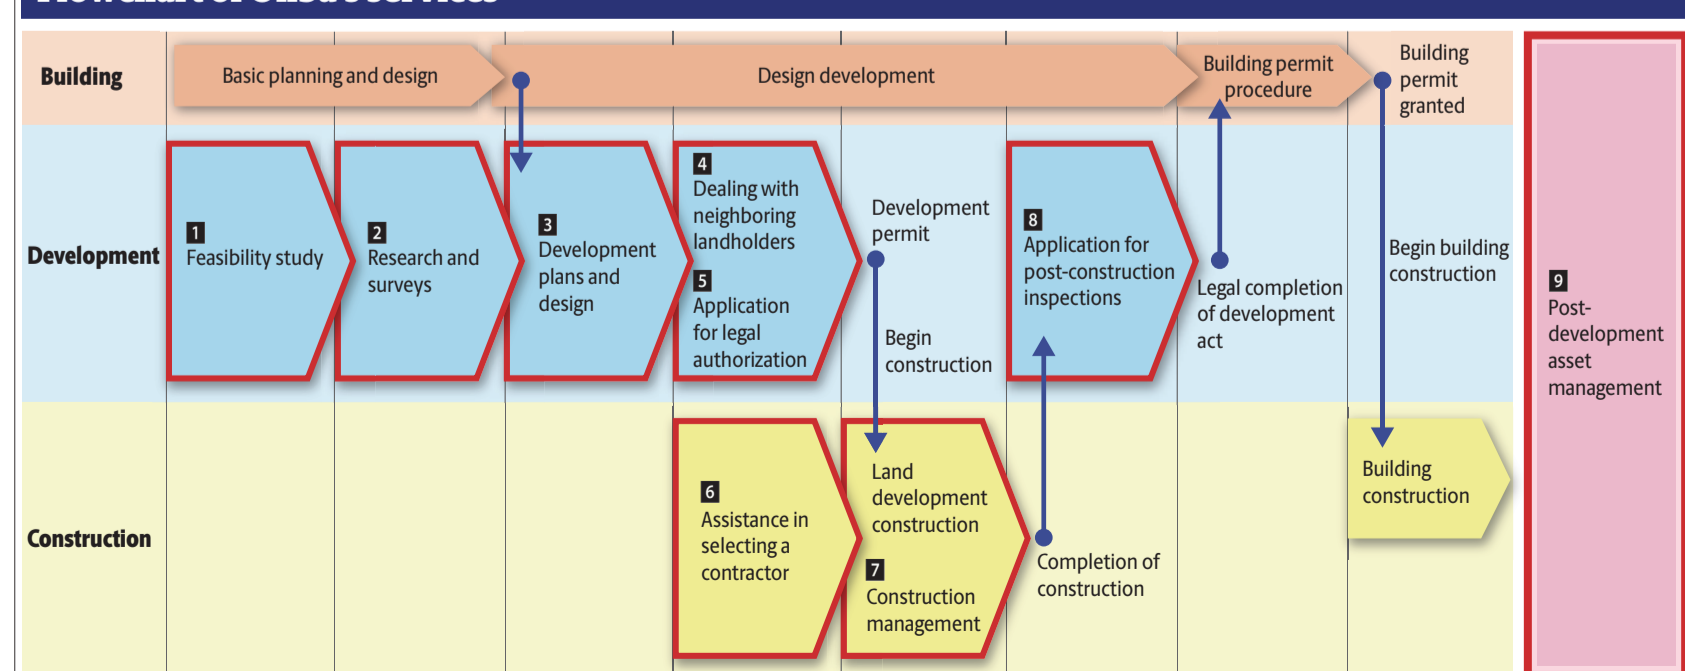 Flowchart of Ohba's services
Building
Basic planning and design
Design development
Building permit
procedure
Building
permit
granted
Development
1
Feasibility study
2
Research and
surveys
3
Development
plans and
design
4
Dealing with
neighboring
landholders
5
Application
for legal
authorization
Development
permit
Begin
construction
8
Application for
post-construction
inspections
Legal completion
of development
act
Begin building
construction
9
Post-
development
asset
management
Construction
6
Assistance in
selecting a
contractor
Land
development
construction
7
Construction
management
Completion of
construction
Building
construction